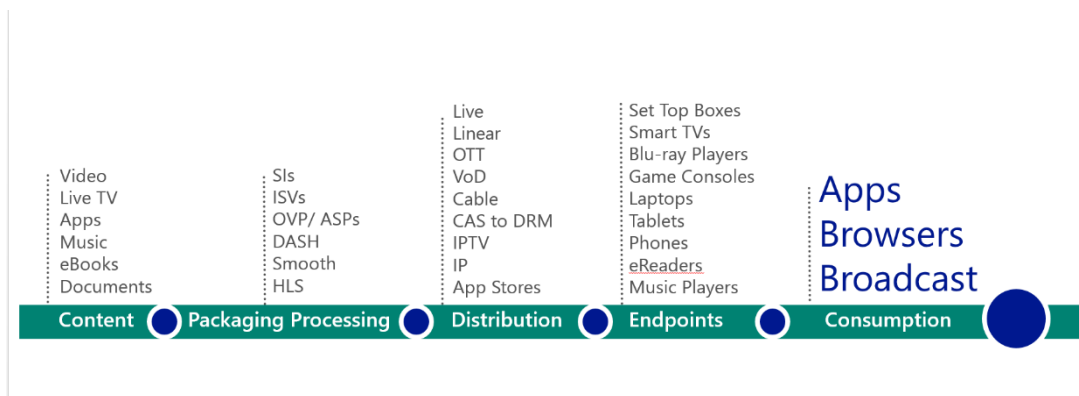 Video
Live TV
Apps
Music
eBooks
Documents
SIs
ISVs
OVP/ ASPs
DASH
Smooth
HLS
Live
Linear
OTT
VoD
Cable
CAS to DRM
IPTV
IP
App Stores
Set Top Boxes
Smart TVs
Blu-ray Players
Game Consoles
Laptops
Tablets
Phones
eReaders
Music Players
Apps
Browsers
Broadcast
Content
Packaging Processing
Distribution
Endpoints
Consumption